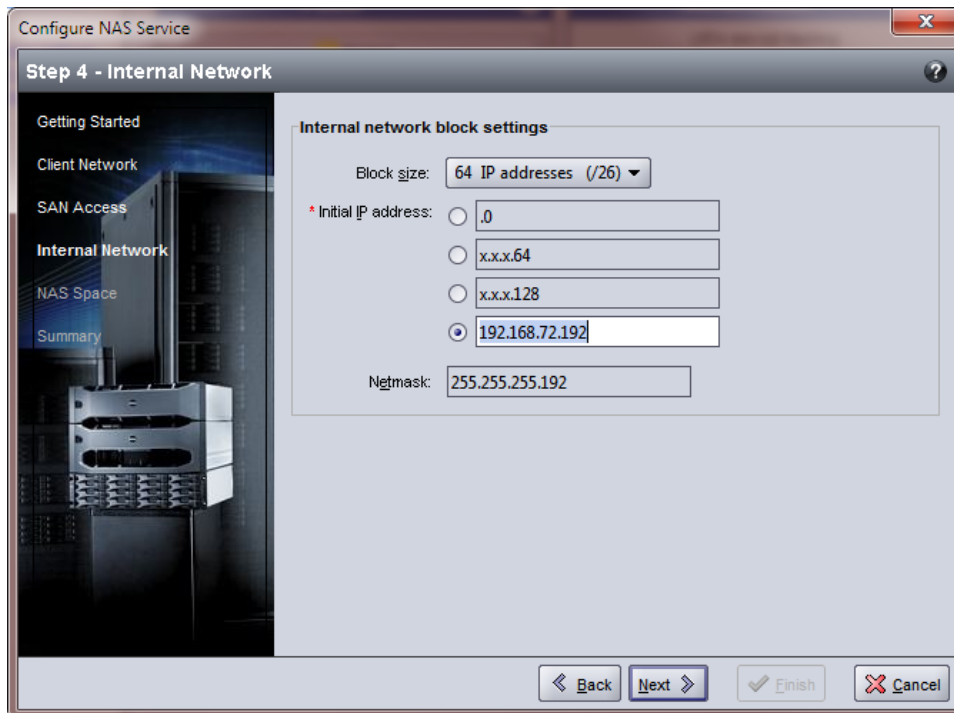 Configure NAS Service
Step 4 - Internal Network
?
Getting Started
Client Network
SAN Access
Internal Network
NAS Space
Summary
Internal network block settings
Block size: 64 IP addresses (/26)
* Initial IP address: .0
x.x.x.64
x.x.x.128
192.168.72.192
Netmask: 255.255.255.192
Back Next Finish Cancel